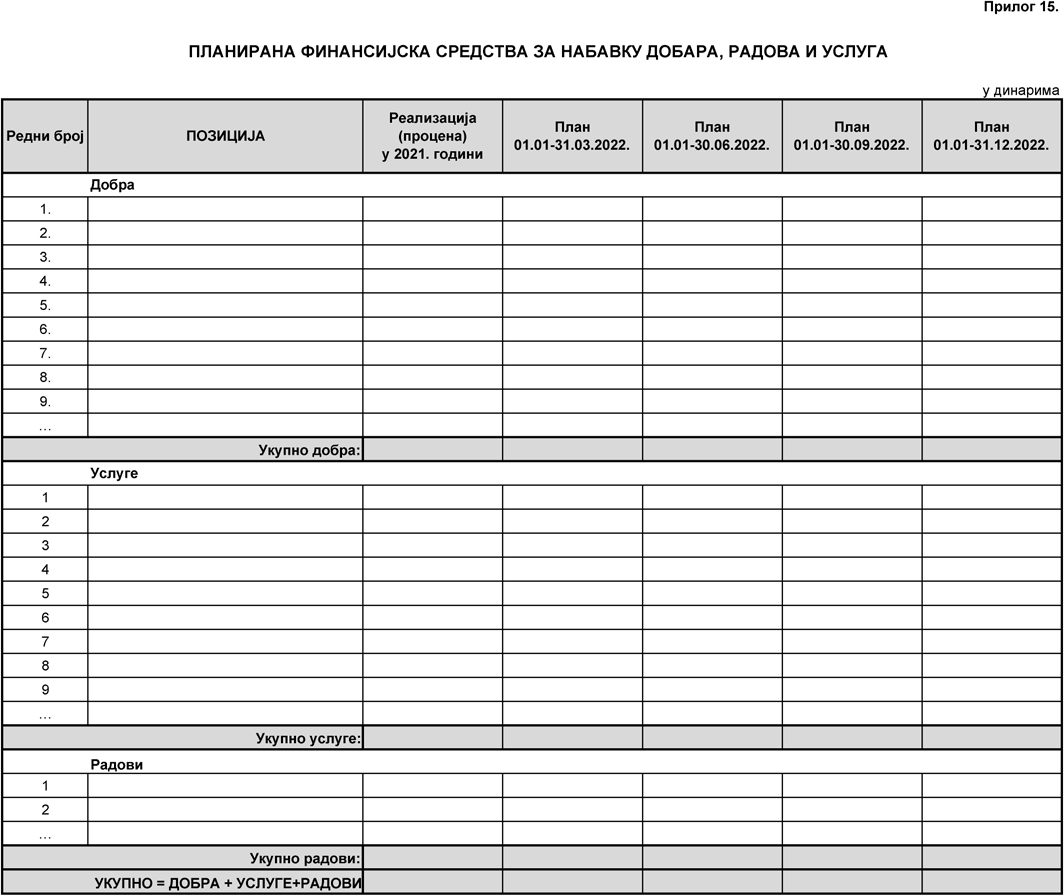 Прилог 15.
ПЛАНИРАНА ФИНАНСИЈСКА СРЕДСТВА ЗА НАБАВКУ ДОБАРА, РАДОВА И УСЛУГА
у динарима
Редни број ПОЗИЦИЈА Реализација (процена) у 2021. години План 01.01-31.03.2022. План 01.01-30.06.2022. План 01.01-30.09.2022. План 01.01-31.12.2022.
Добра
1.
2.
3.
4.
5.
6.
7.
8.
9.
...
Укупно добра:
Услуге
1
2
3
4
5
6
7
8
9
...
Укупно услуге:
Радови
1
2
...
Укупно радови:
УКУПНО = ДОБРА + УСЛУГЕ+РАДОВИ